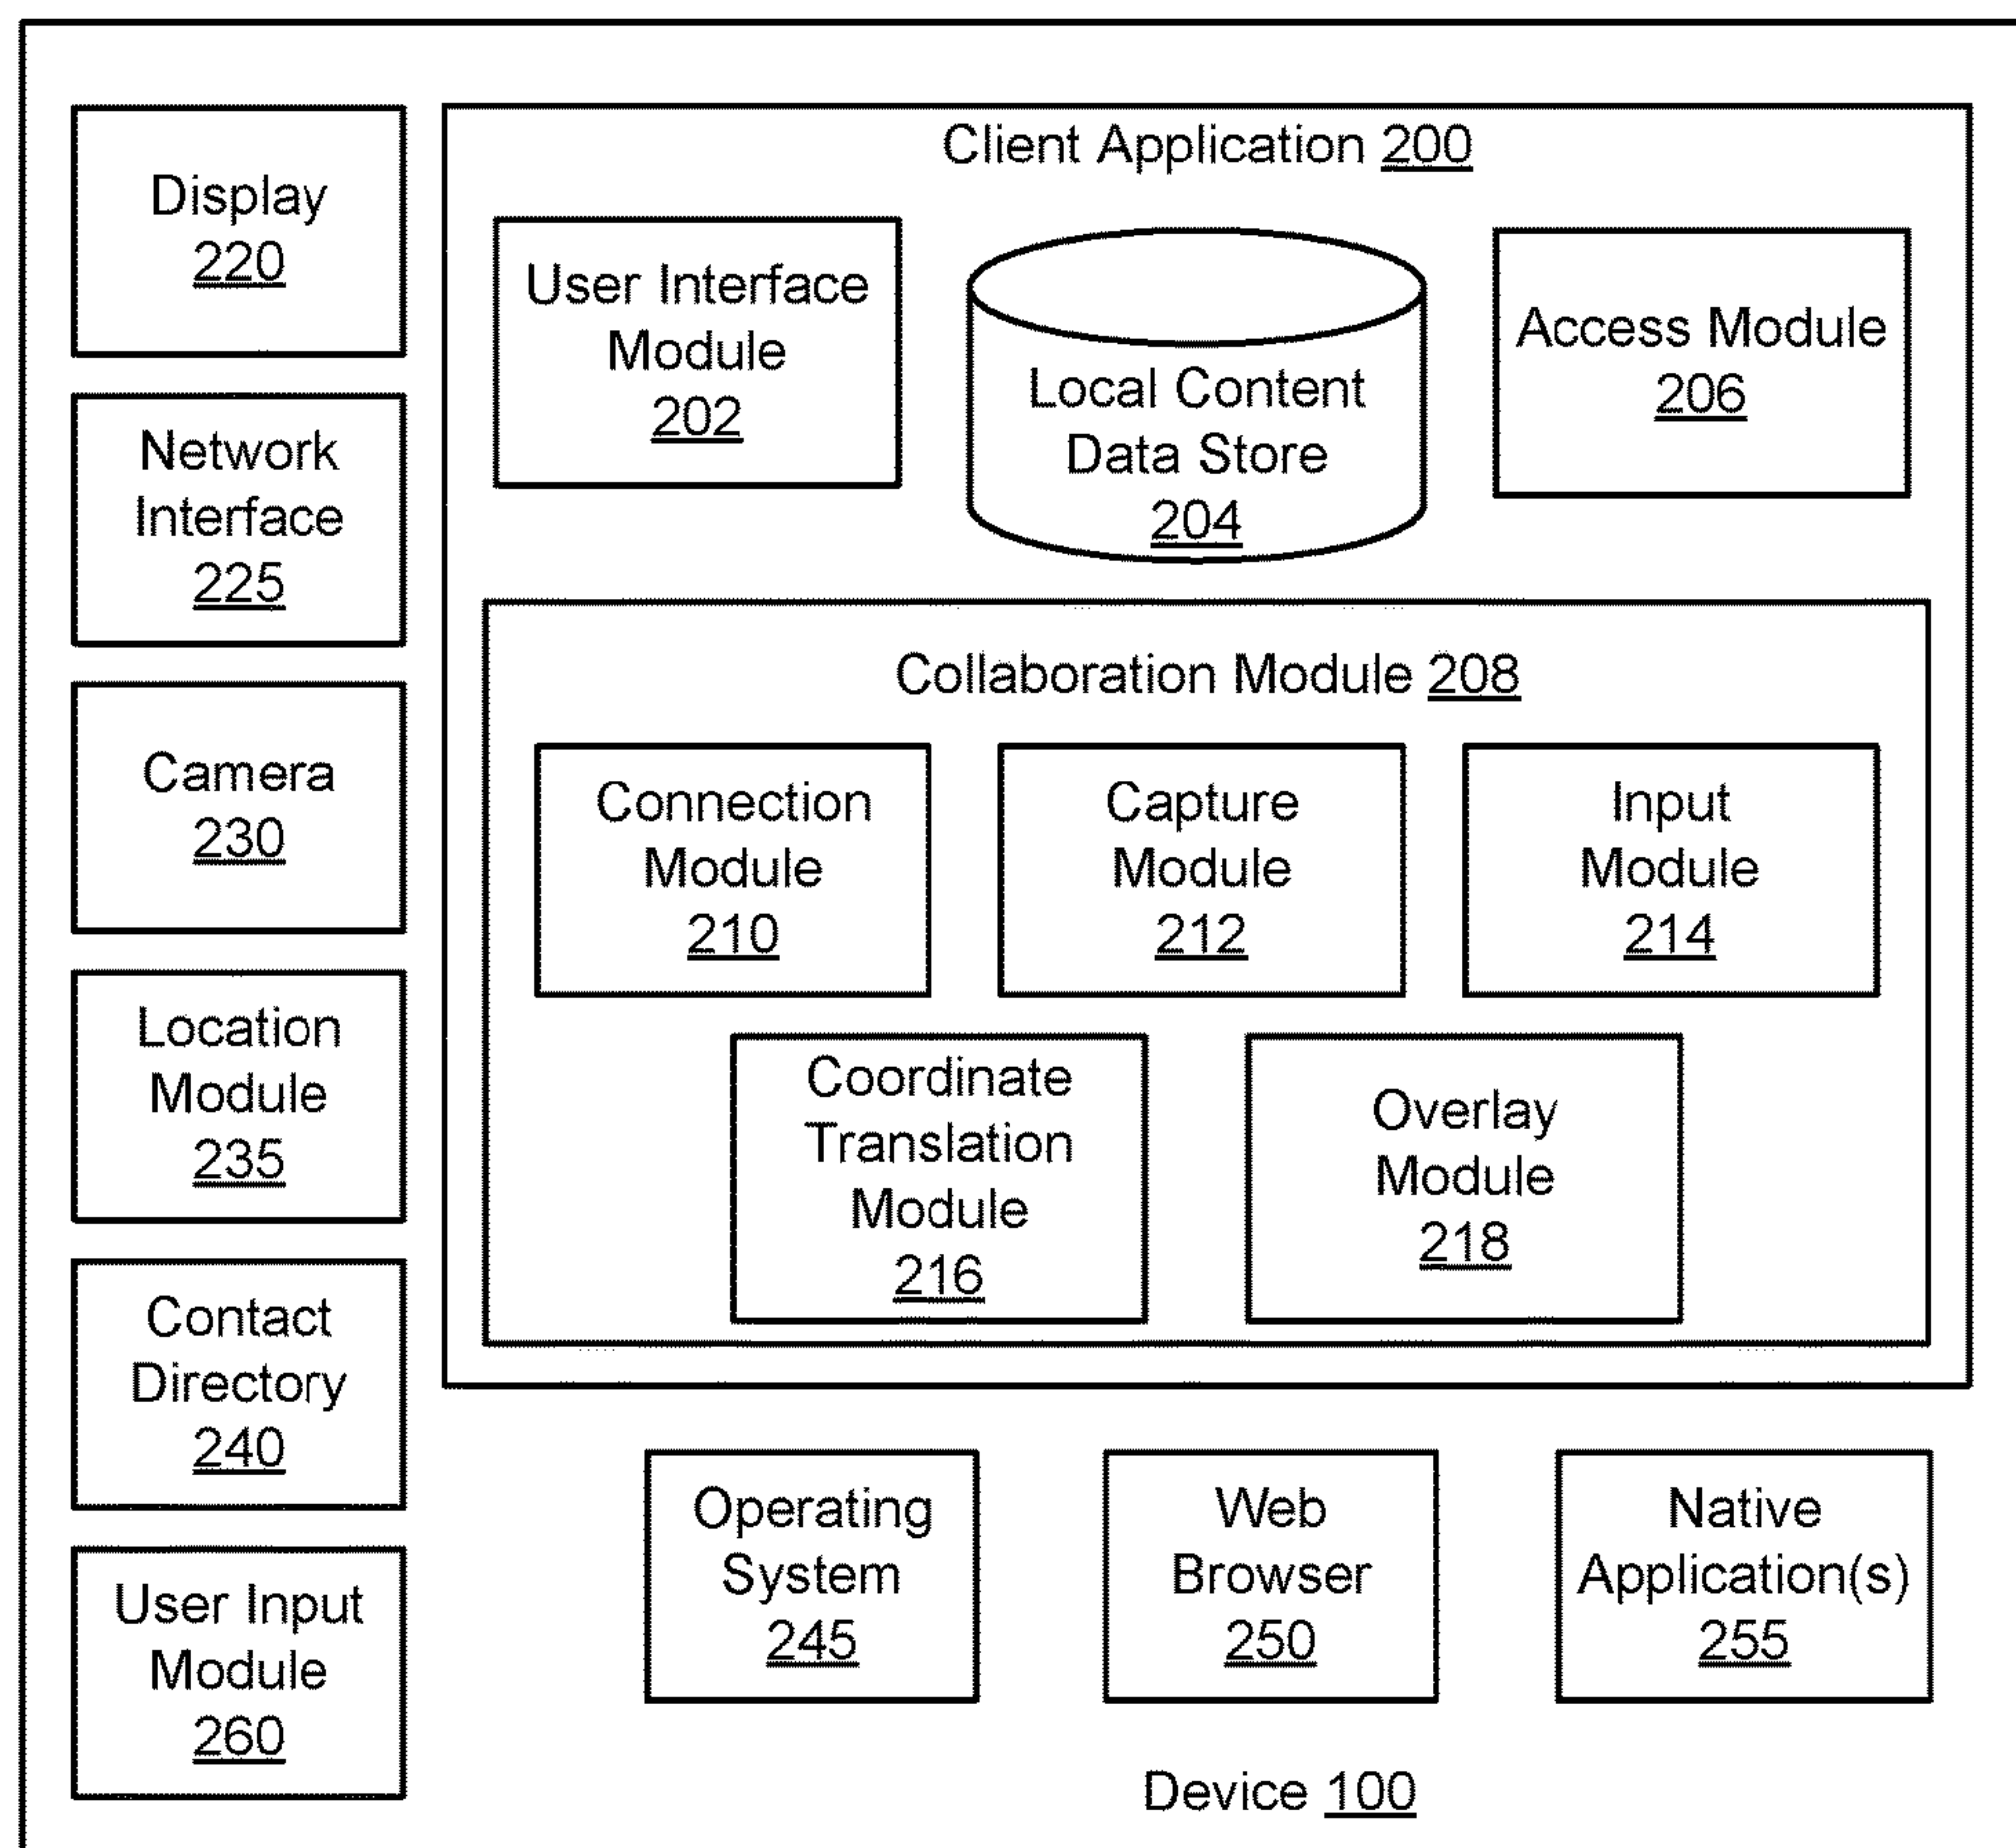 Display
220
Network
Interface
225
Camera
230
Location
Module
235
Contact
Directory
240
User Input
Module
260
Client Application 200
User Interface
Module
202
Local Content
Data Store
204
Access Module
206
Collaboration Module 208
Connection
Module
210
Capture
Module
212
Input
Module
214
Coordinate
Translation
Module
216
Overlay
Module
218
Operating
System
245
Web
Browser
250
Native
Application(s)
255
Device 100